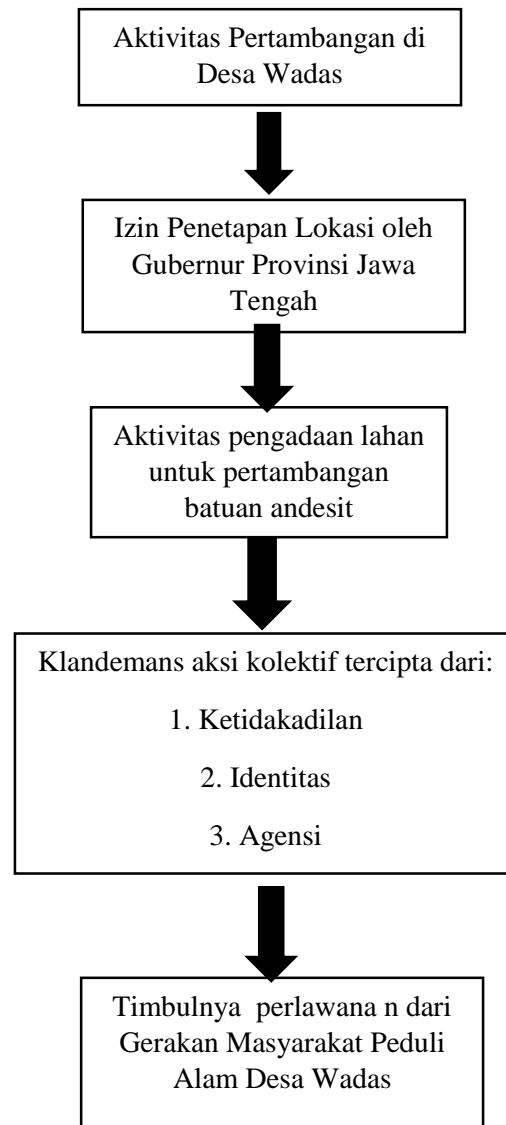 Aktivitas Pertambangan di
Desa Wadas
Izin Penetapan Lokasi oleh
Gubernur Provinsi Jawa
Tengah
Aktivitas pengadaan lahan
untuk pertambangan
batuan andesit
Klandemans aksi kolektif tercipta dari:
1. Ketidakadilan
2. Identitas
3. Agensi
Timbulnya perlawana n dari
Gerakan Masyarakat Peduli
Alam Desa Wadas